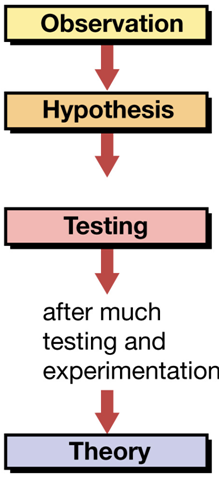 Observation
Hypothesis
Testing
after much
testing and
experimentation
Theory